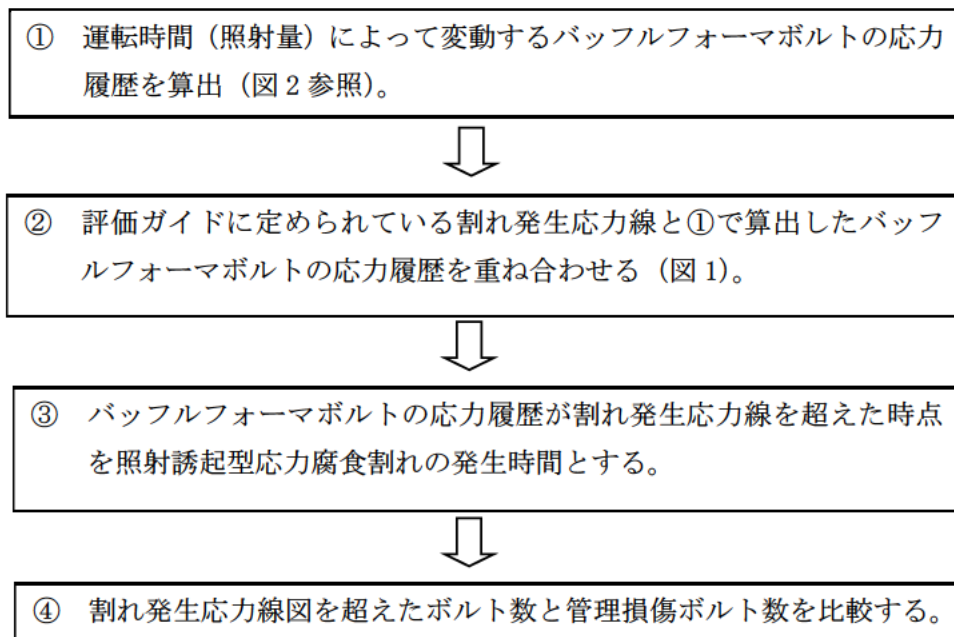 ① 運転時間（照射量）によって変動するバッフルフォーマボルトの応力
履歴を算出（図 2 参照）。
② 評価ガイドに定められている割れ発生応力線と①で算出したバッフ
ルフォーマボルトの応力履歴を重ね合わせる（図 1）。
③ バッフルフォーマボルトの応力履歴が割れ発生応力線を超えた時点
を照射誘起型応力腐食割れの発生時間とする。
④ 割れ発生応力線図を超えたボルト数と管理損傷ボルト数を比較する。